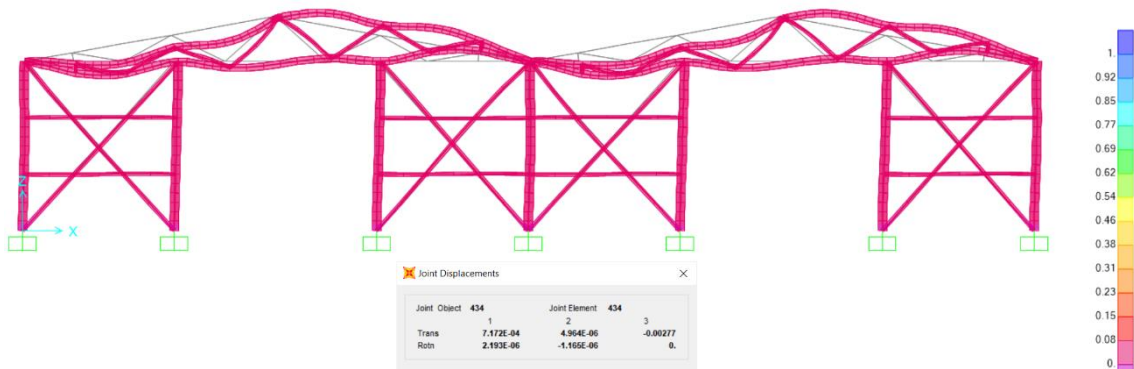 1.
0.92
0.85
0.77
0.69
0.62
0.54
0.46
0.38
0.31
0.23
0.15
0.08
0.
Z
X
Joint Displacements
Joint Object 434 Joint Element 434
1 2 3
Trans 7.172E-04 4.964E-06 -0.00277
Rotn 2.193E-06 -1.165E-06 0.